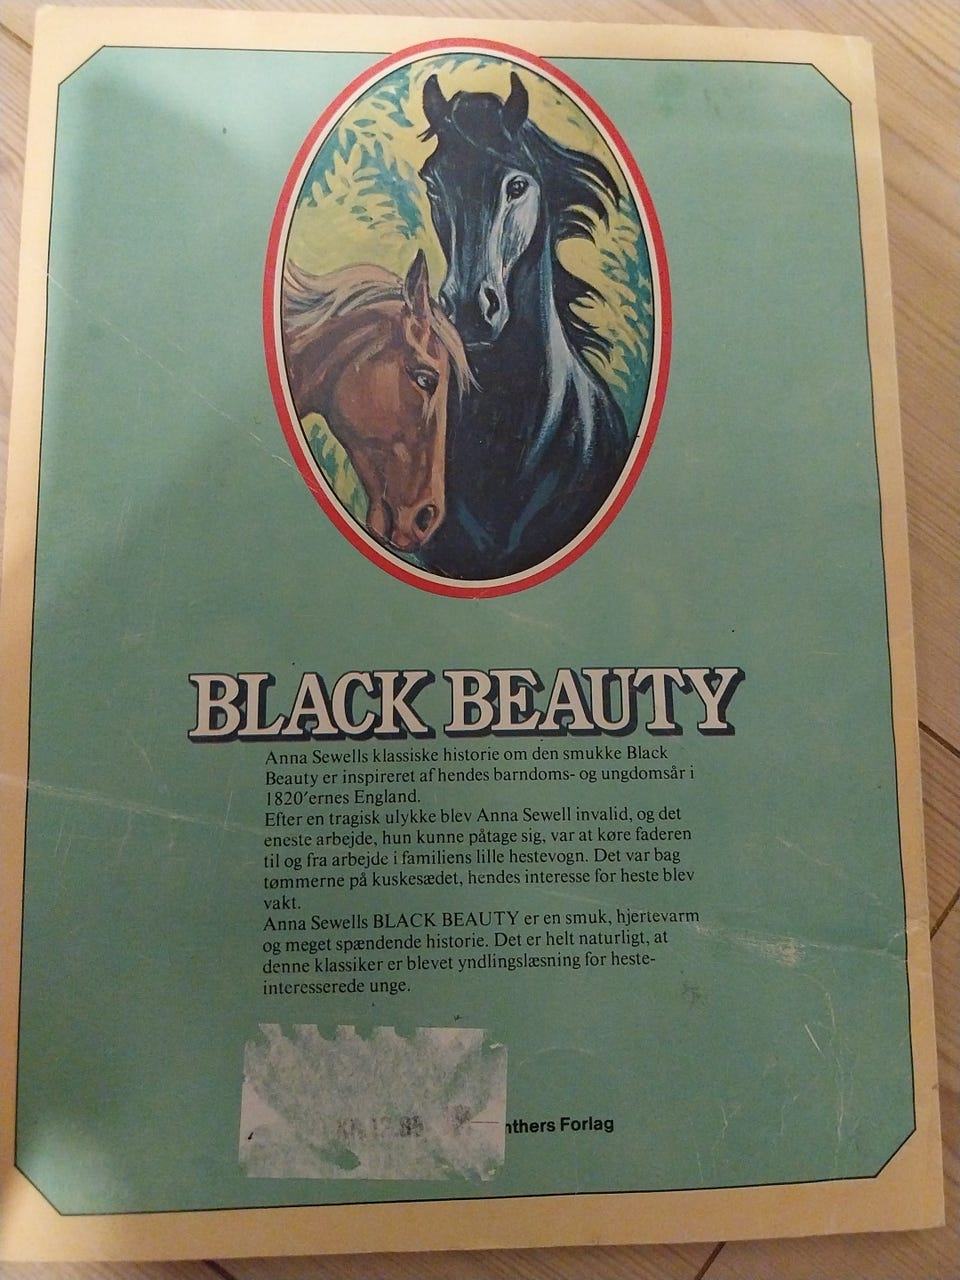 BLACK BEAUTY
Anna Sewells klassiske historie om den smukke Black
Beauty er inspireret af hendes barndoms- og ungdomsår i
1820'ernes England.
Efter en tragisk ulykke blev Anna Sewell invalid, og det
eneste arbejde, hun kunne påtage sig, var at køre faderen
til og fra arbejde i familiens lille hestevogn. Det var bag
tømmerne på kuskesædet, hendes interesse for heste blev
vakt.
Anna Sewells BLACK BEAUTY er en smuk, hjertevarm
og meget spændende historie. Det er helt naturligt, at
denne klassiker er blevet yndlingslæsning for heste-
interesserede unge.
Forlag